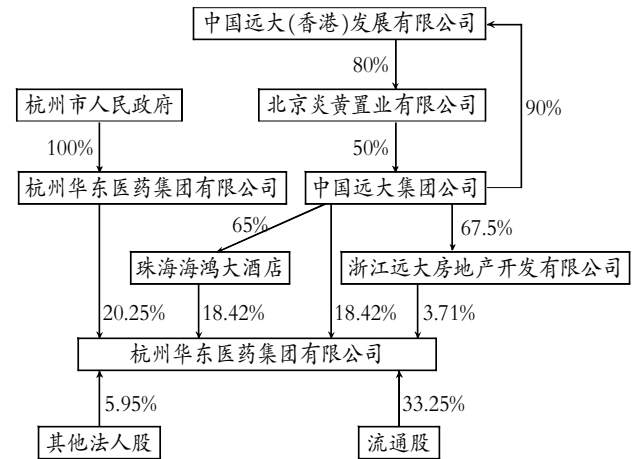 中国远大(香港)发展有限公司
80%
杭州市人民政府
北京炎黄置业有限公司
90%
100%
50%
杭州华东医药集团有限公司
中国远大集团公司
65%
67.5%
珠海海鸿大酒店
浙江远大房地产开发有限公司
20.25%
18.42%
18.42%
3.71%
杭州华东医药集团有限公司
5.95%
33.25%
其他法人股
流通股